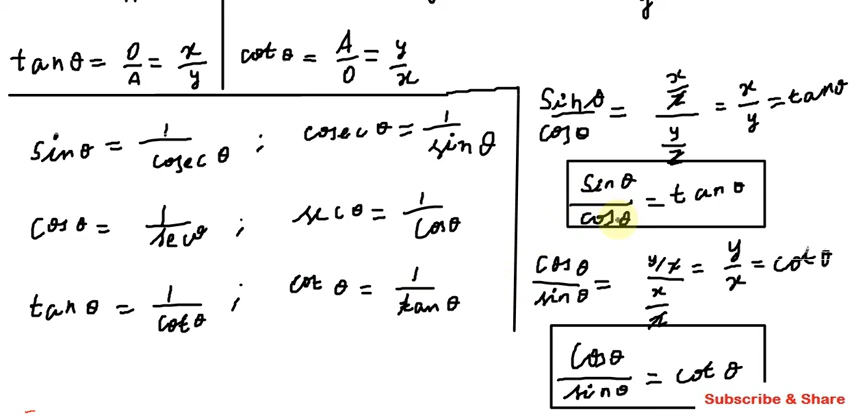 tanθ = O/A = x/y | cotθ = A/O = y/x
sinθ = 1/cosecθ ; cosecθ = 1/sinθ
cosθ = 1/secθ ; secθ = 1/cosθ
tanθ = 1/cotθ ; cotθ = 1/tanθ
sinθ/cosθ = (x/z)/(y/z) = x/y = tanθ
sinθ/cosθ = tanθ
cosθ/sinθ = (y/z)/(x/z) = y/x = cotθ
cosθ/sinθ = cotθ
Subscribe & Share